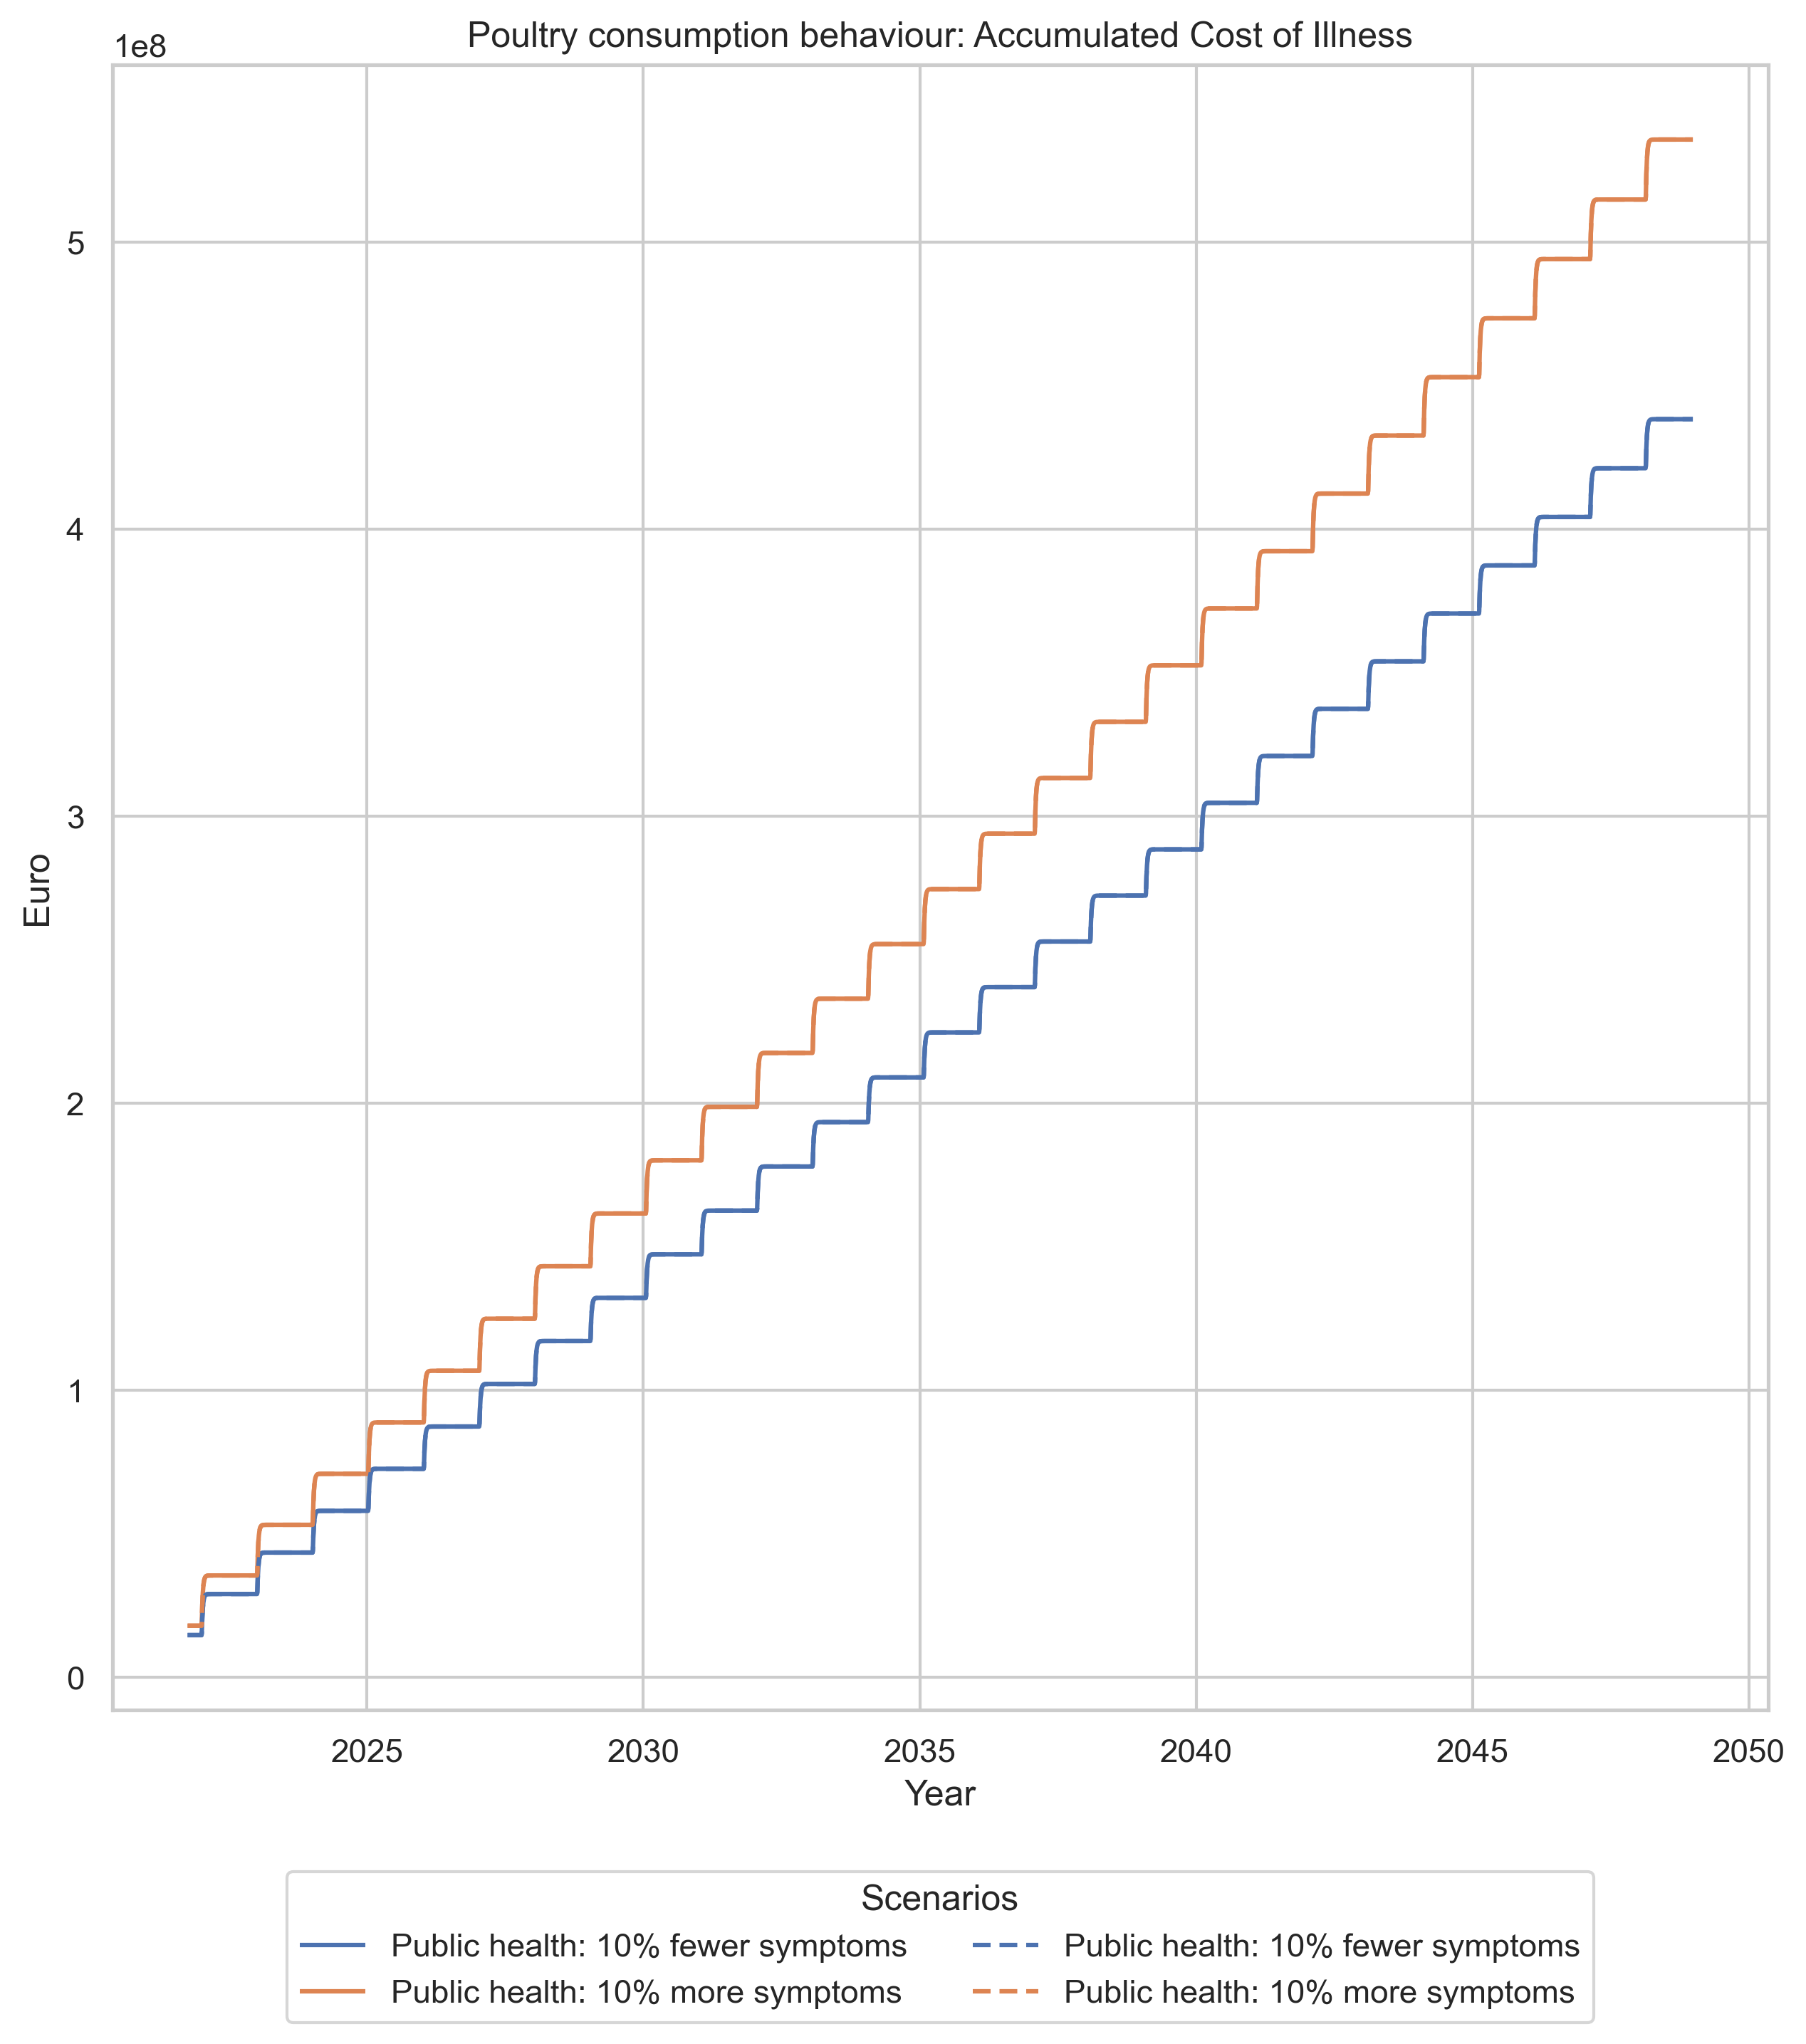 Poultry consumption behaviour: Accumulated Cost of Illness
1e8
5
4
3
2
1
0
Euro
2025 2030 2035 2040 2045 2050
Year
Scenarios
Public health: 10% fewer symptoms Public health: 10% fewer symptoms
Public health: 10% more symptoms Public health: 10% more symptoms